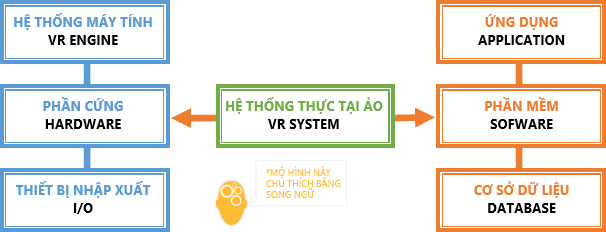 HỆ THỐNG MÁY TÍNH
VR ENGINE
ỨNG DỤNG
APPLICATION
PHẦN CỨNG
HARDWARE
HỆ THỐNG THỰC TẠI ẢO
VR SYSTEM
PHẦN MỀM
SOFWARE
*MÔ HÌNH NÀY
CHÚ THÍCH BẰNG
SONG NGỮ
THIẾT BỊ NHẬP XUẤT
I/O
CƠ SỞ DỮ LIỆU
DATABASE